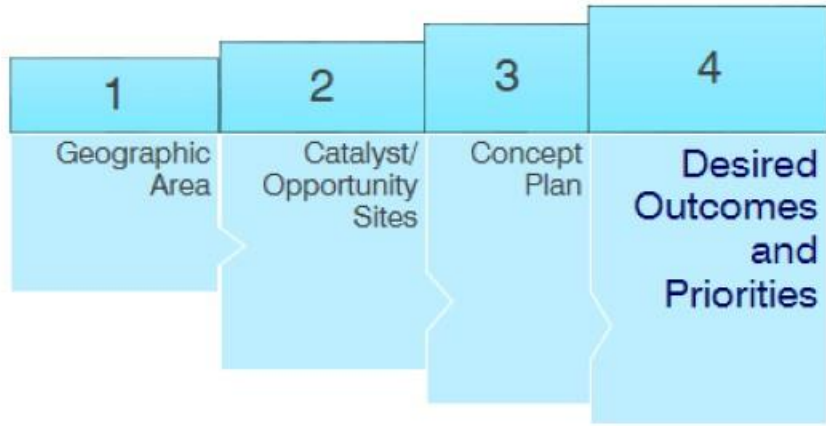 1
Geographic
Area
2
Catalyst/
Opportunity
Sites
3
Concept
Plan
4
Desired
Outcomes
and
Priorities